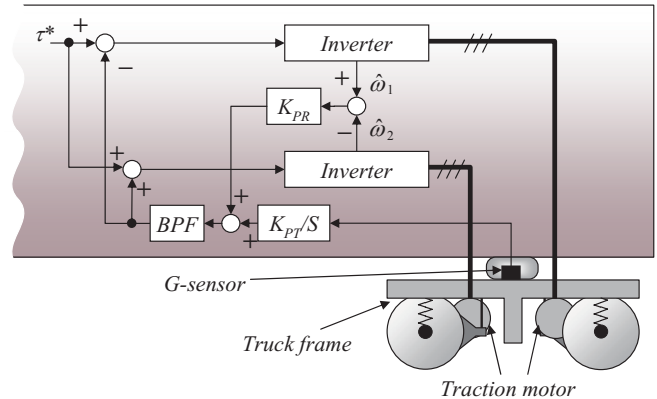 τ* + Inverter
−
+ ω̂₁
K_PR
− ω̂₂
+ Inverter
+
+
BPF + K_PT/S
G-sensor
Truck frame
Traction motor